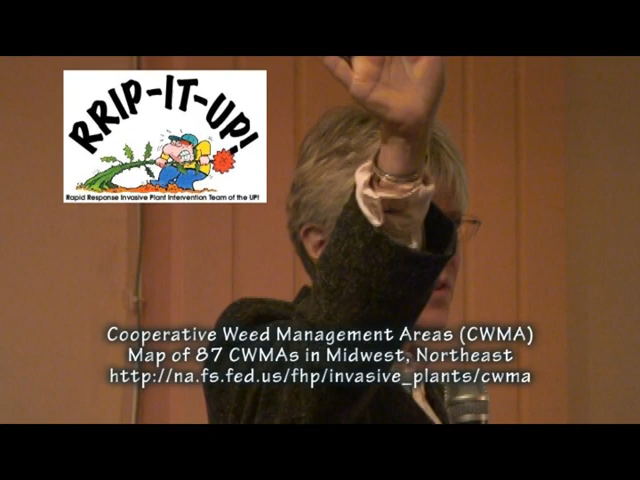 RRIP-IT-UP!
Rapid Response Invasive Plant Intervention Team of the UP!
Cooperative Weed Management Areas (CWMA)
Map of 87 CWMAs in Midwest, Northeast
http://na.fs.fed.us/fhp/invasive_plants/cwma